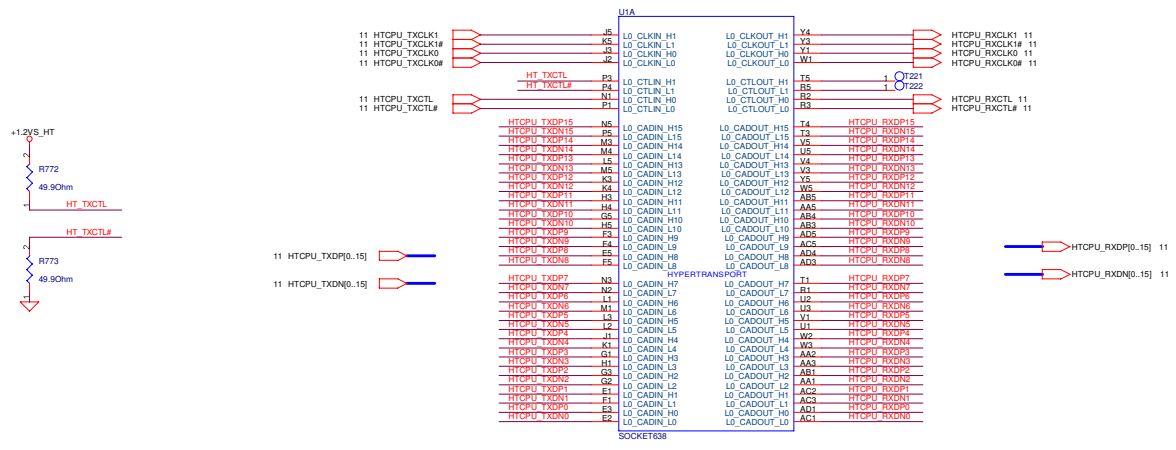 U1A
11 HTCPU_TXCLK1 J5 L0_CLKIN_H1 L0_CLKOUT_H1 Y4 HTCPU_RXCLK1 11
11 HTCPU_TXCLK1# K5 L0_CLKIN_L1 L0_CLKOUT_L1 Y3 HTCPU_RXCLK1# 11
11 HTCPU_TXCLK0 J3 L0_CLKIN_H0 L0_CLKOUT_H0 Y1 HTCPU_RXCLK0 11
11 HTCPU_TXCLK0# J2 L0_CLKIN_L0 L0_CLKOUT_L0 W1 HTCPU_RXCLK0# 11
HT_TXCTL P3 L0_CTLIN_H1 L0_CTLOUT_H1 T5 1 T221
HT_TXCTL# P4 L0_CTLIN_L1 L0_CTLOUT_L1 R5 1 T222
11 HTCPU_TXCTL N1 L0_CTLIN_H0 L0_CTLOUT_H0 R2 HTCPU_RXCTL 11
11 HTCPU_TXCTL# P1 L0_CTLIN_L0 L0_CTLOUT_L0 R3 HTCPU_RXCTL# 11
HTCPU_TXDP15 N5 L0_CADIN_H15 L0_CADOUT_H15 T4 HTCPU_RXDP15
HTCPU_TXDN15 P5 L0_CADIN_L15 L0_CADOUT_L15 T3 HTCPU_RXDN15
HTCPU_TXDP14 M3 L0_CADIN_H14 L0_CADOUT_H14 V5 HTCPU_RXDP14
HTCPU_TXDN14 M4 L0_CADIN_L14 L0_CADOUT_L14 U5 HTCPU_RXDN14
HTCPU_TXDP13 L5 L0_CADIN_H13 L0_CADOUT_H13 V4 HTCPU_RXDP13
HTCPU_TXDN13 M5 L0_CADIN_L13 L0_CADOUT_L13 V3 HTCPU_RXDN13
HTCPU_TXDP12 K3 L0_CADIN_H12 L0_CADOUT_H12 Y5 HTCPU_RXDP12
HTCPU_TXDN12 K4 L0_CADIN_L12 L0_CADOUT_L12 W5 HTCPU_RXDN12
HTCPU_TXDP11 H3 L0_CADIN_H11 L0_CADOUT_H11 AB5 HTCPU_RXDP11
HTCPU_TXDN11 H4 L0_CADIN_L11 L0_CADOUT_L11 AA5 HTCPU_RXDN11
HTCPU_TXDP10 G5 L0_CADIN_H10 L0_CADOUT_H10 AB4 HTCPU_RXDP10
HTCPU_TXDN10 H5 L0_CADIN_L10 L0_CADOUT_L10 AB3 HTCPU_RXDN10
HTCPU_TXDP9 F3 L0_CADIN_H9 L0_CADOUT_H9 AD5 HTCPU_RXDP9
HTCPU_TXDN9 F4 L0_CADIN_L9 L0_CADOUT_L9 AC5 HTCPU_RXDN9
HTCPU_TXDP8 E5 L0_CADIN_H8 L0_CADOUT_H8 AD4 HTCPU_RXDP8
HTCPU_TXDN8 F5 L0_CADIN_L8 L0_CADOUT_L8 AD3 HTCPU_RXDN8
HYPERTRANSPORT
HTCPU_TXDP7 N3 L0_CADIN_H7 L0_CADOUT_H7 T1 HTCPU_RXDP7
HTCPU_TXDN7 N2 L0_CADIN_L7 L0_CADOUT_L7 R1 HTCPU_RXDN7
HTCPU_TXDP6 L1 L0_CADIN_H6 L0_CADOUT_H6 U2 HTCPU_RXDP6
HTCPU_TXDN6 M1 L0_CADIN_L6 L0_CADOUT_L6 U3 HTCPU_RXDN6
HTCPU_TXDP5 L3 L0_CADIN_H5 L0_CADOUT_H5 V1 HTCPU_RXDP5
HTCPU_TXDN5 L2 L0_CADIN_L5 L0_CADOUT_L5 U1 HTCPU_RXDN5
HTCPU_TXDP4 J1 L0_CADIN_H4 L0_CADOUT_H4 W2 HTCPU_RXDP4
HTCPU_TXDN4 K1 L0_CADIN_L4 L0_CADOUT_L4 W3 HTCPU_RXDN4
HTCPU_TXDP3 G1 L0_CADIN_H3 L0_CADOUT_H3 AA2 HTCPU_RXDP3
HTCPU_TXDN3 H1 L0_CADIN_L3 L0_CADOUT_L3 AA3 HTCPU_RXDN3
HTCPU_TXDP2 G3 L0_CADIN_H2 L0_CADOUT_H2 AB1 HTCPU_RXDP2
HTCPU_TXDN2 G2 L0_CADIN_L2 L0_CADOUT_L2 AA1 HTCPU_RXDN2
HTCPU_TXDP1 E1 L0_CADIN_H1 L0_CADOUT_H1 AC2 HTCPU_RXDP1
HTCPU_TXDN1 F1 L0_CADIN_L1 L0_CADOUT_L1 AC3 HTCPU_RXDN1
HTCPU_TXDP0 E3 L0_CADIN_H0 L0_CADOUT_H0 AD1 HTCPU_RXDP0
HTCPU_TXDN0 E2 L0_CADIN_L0 L0_CADOUT_L0 AC1 HTCPU_RXDN0
SOCKET638
+1.2VS_HT
2
R772
49.9Ohm
1
HT_TXCTL
HT_TXCTL#
2
R773
49.9Ohm
1
11 HTCPU_TXDP[0..15]
11 HTCPU_TXDN[0..15]
HTCPU_RXDP[0..15] 11
HTCPU_RXDN[0..15] 11